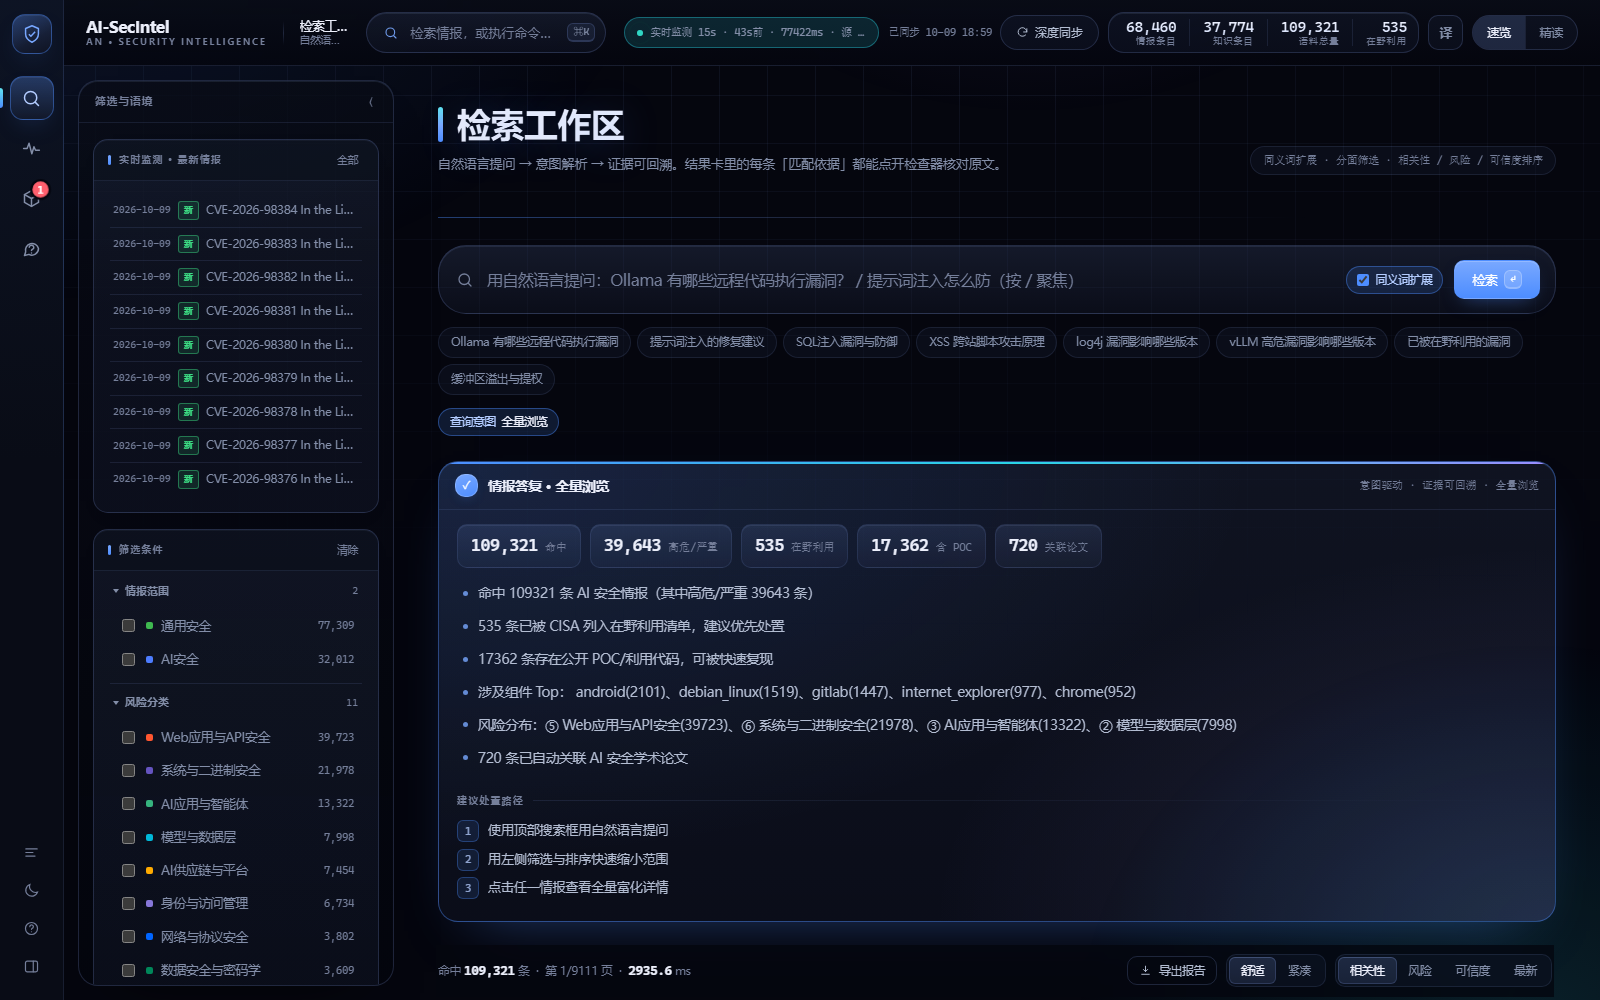 AI-SecIntel
AN • SECURITY INTELLIGENCE
检索工...
自然语...
检索情报，或执行命令...
⌘K
实时监测 15s · 43s前 · 77422ms · 源 …
已同步 10-09 18:59
深度同步
68,460
情报条目
37,774
知识条目
109,321
语料总量
535
在野利用
译
速览
精读
1
筛选与语境
实时监测 • 最新情报
全部
2026-10-09 新 CVE-2026-98384 In the Li...
2026-10-09 新 CVE-2026-98383 In the Li...
2026-10-09 新 CVE-2026-98382 In the Li...
2026-10-09 新 CVE-2026-98381 In the Li...
2026-10-09 新 CVE-2026-98380 In the Li...
2026-10-09 新 CVE-2026-98379 In the Li...
2026-10-09 新 CVE-2026-98378 In the Li...
2026-10-09 新 CVE-2026-98377 In the Li...
2026-10-09 新 CVE-2026-98376 In the Li...
筛选条件
清除
情报范围 2
通用安全 77,309
AI安全 32,012
风险分类 11
Web应用与API安全 39,723
系统与二进制安全 21,978
AI应用与智能体 13,322
模型与数据层 7,998
AI供应链与平台 7,454
身份与访问管理 6,734
网络与协议安全 3,802
数据安全与密码学 3,609
检索工作区
自然语言提问 → 意图解析 → 证据可回溯。结果卡里的每条「匹配依据」都能点开检查器核对原文。
同义词扩展 · 分面筛选 · 相关性 / 风险 / 可信度排序
用自然语言提问：Ollama 有哪些远程代码执行漏洞？ / 提示词注入怎么防（按 / 聚焦）
同义词扩展
检索 ↵
Ollama 有哪些远程代码执行漏洞
提示词注入的修复建议
SQL注入漏洞与防御
XSS 跨站脚本攻击原理
log4j 漏洞影响哪些版本
vLLM 高危漏洞影响哪些版本
已被在野利用的漏洞
缓冲区溢出与提权
查询意图 全量浏览
情报答复 • 全量浏览
意图驱动 · 证据可回溯 · 全量浏览
109,321 命中
39,643 高危/严重
535 在野利用
17,362 含 POC
720 关联论文
命中 109321 条 AI 安全情报（其中高危/严重 39643 条）
535 条已被 CISA 列入在野利用清单，建议优先处置
17362 条存在公开 POC/利用代码，可被快速复现
涉及组件 Top： android(2101)、debian_linux(1519)、gitlab(1447)、internet_explorer(977)、chrome(952)
风险分布：⑤ Web应用与API安全(39723)、⑥ 系统与二进制安全(21978)、③ AI应用与智能体(13322)、② 模型与数据层(7998)
720 条已自动关联 AI 安全学术论文
建议处置路径
1 使用顶部搜索框用自然语言提问
2 用左侧筛选与排序快速缩小范围
3 点击任一情报查看全量富化详情
命中 109,321 条 · 第 1/9111 页 · 2935.6 ms
导出报告
舒适
紧凑
相关性
风险
可信度
最新